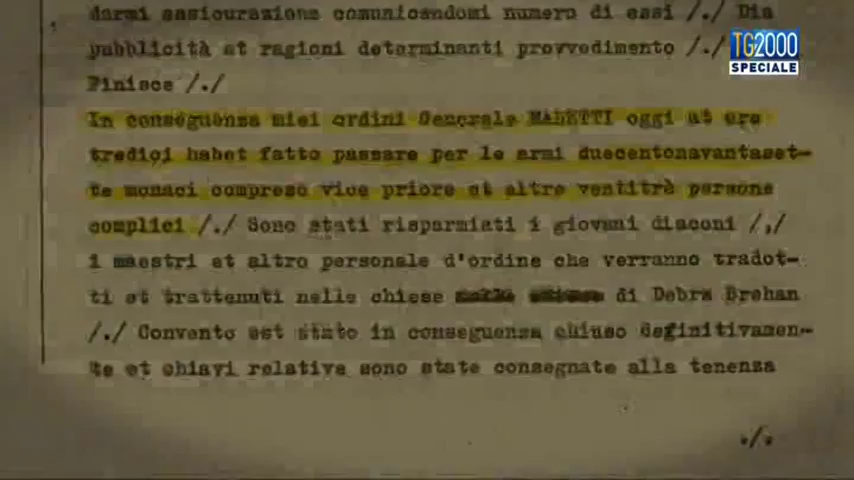 darmi assicurazione comunicandomi numero di essi /./ Dia
pubblicità et ragioni determinanti provvedimento /./
Finisce /./
In conseguenza miei ordini Generale MALETTI oggi at ore
tredici habet fatto passare per le armi duecentonavantaset-
te monaci compreso vice priore et altre ventitrè persone
complici /./ Sono stati risparmiati i giovani diaconi /,/
i maestri et altro personale d'ordine che verranno tradot-
ti et trattenuti nelle chiese di Debra Brehan
/./ Convento est stato in conseguenza chiuso definitivamen-
te et chiavi relative sono state consegnate alla tenenza
./.
TG2000
SPECIALE